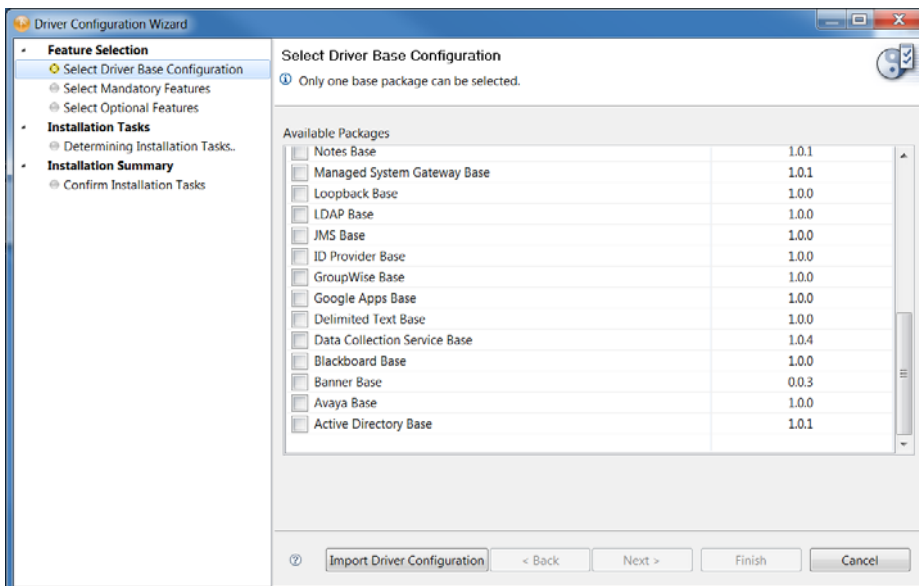 Driver Configuration Wizard
Feature Selection
Select Driver Base Configuration
Select Mandatory Features
Select Optional Features
Installation Tasks
Determining Installation Tasks..
Installation Summary
Confirm Installation Tasks
Select Driver Base Configuration
Only one base package can be selected.
Available Packages
Notes Base 1.0.1
Managed System Gateway Base 1.0.1
Loopback Base 1.0.0
LDAP Base 1.0.0
JMS Base 1.0.0
ID Provider Base 1.0.0
GroupWise Base 1.0.0
Google Apps Base 1.0.0
Delimited Text Base 1.0.0
Data Collection Service Base 1.0.4
Blackboard Base 1.0.0
Banner Base 0.0.3
Avaya Base 1.0.0
Active Directory Base 1.0.1
Import Driver Configuration < Back Next > Finish Cancel